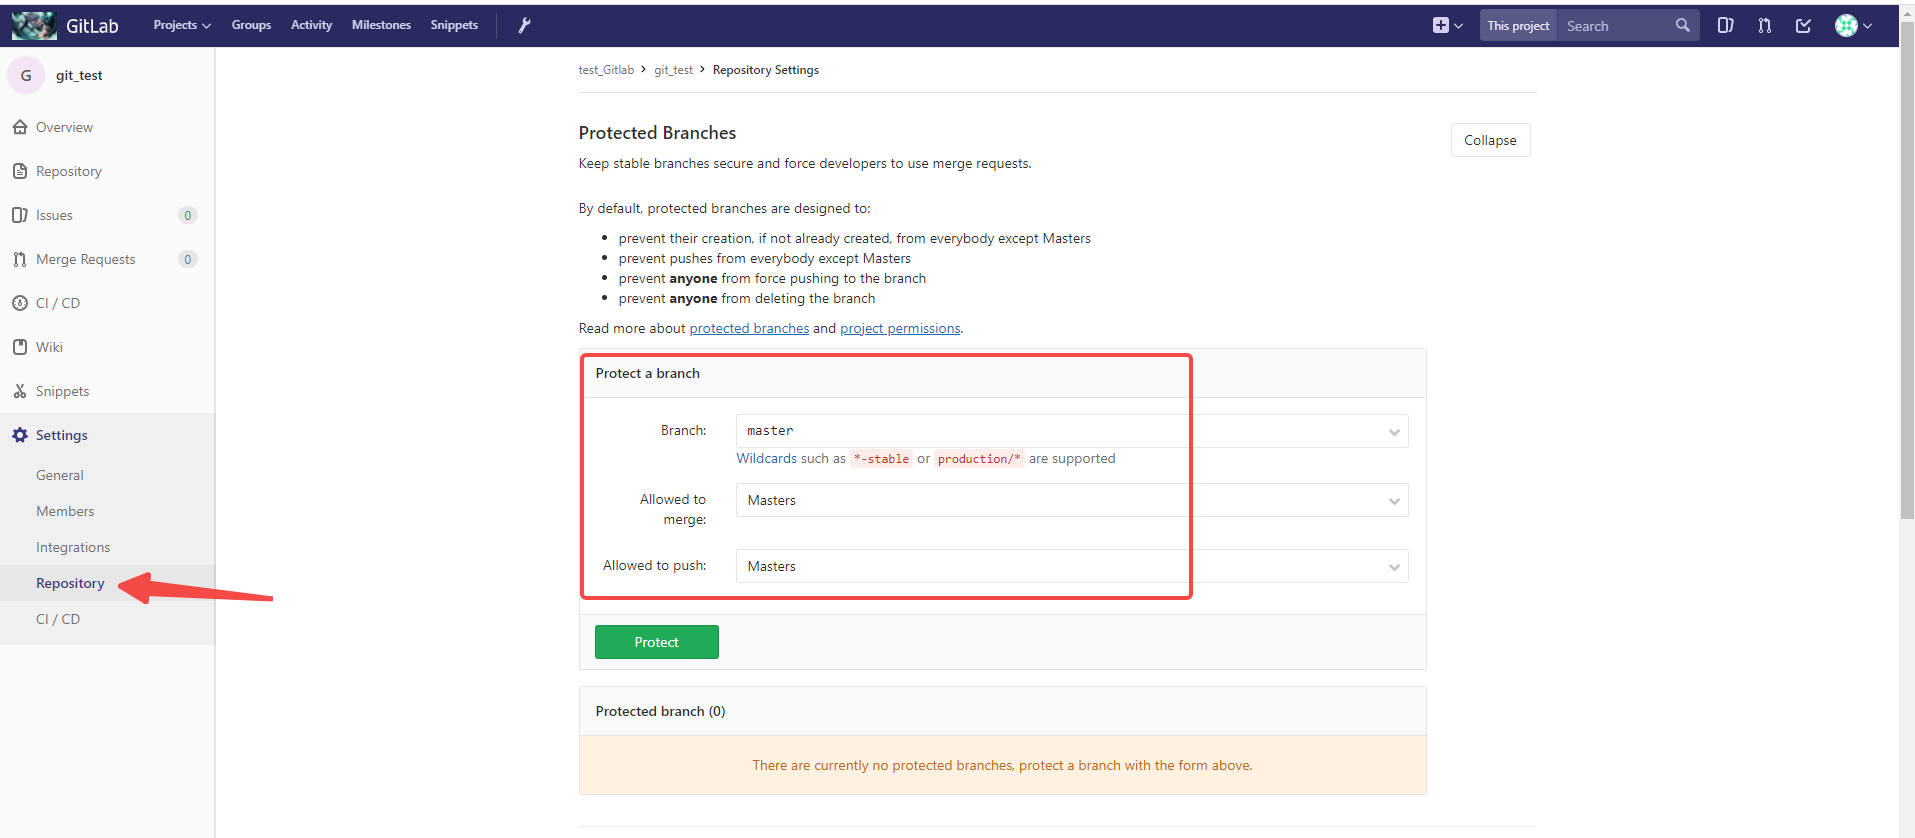 GitLab Projects Groups Activity Milestones Snippets This project Search
G git_test
Overview
Repository
Issues 0
Merge Requests 0
CI / CD
Wiki
Snippets
Settings
General
Members
Integrations
Repository
CI / CD
test_Gitlab > git_test > Repository Settings
Protected Branches
Collapse
Keep stable branches secure and force developers to use merge requests.
By default, protected branches are designed to:
• prevent their creation, if not already created, from everybody except Masters
• prevent pushes from everybody except Masters
• prevent anyone from force pushing to the branch
• prevent anyone from deleting the branch
Read more about protected branches and project permissions.
Protect a branch
Branch: master
Wildcards such as *-stable or production/* are supported
Allowed to
merge: Masters
Allowed to push: Masters
Protect
Protected branch (0)
There are currently no protected branches, protect a branch with the form above.